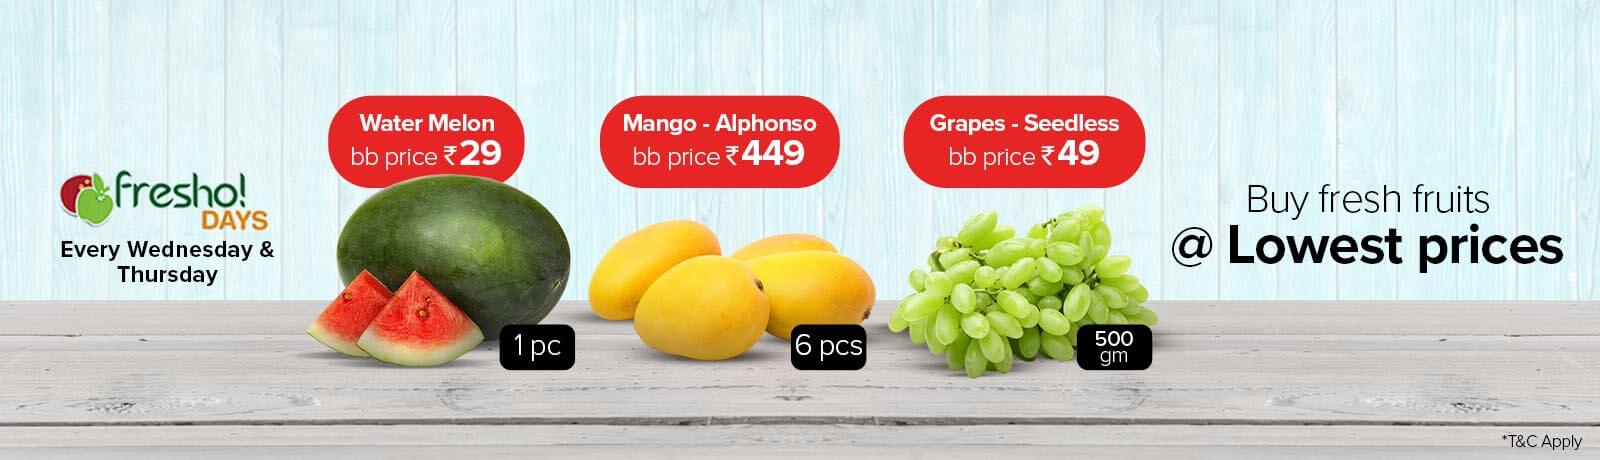 fresho!
DAYS
Every Wednesday &
Thursday
Water Melon
bb price ₹29
1 pc
Mango - Alphonso
bb price ₹449
6 pcs
Grapes - Seedless
bb price ₹49
500
gm
Buy fresh fruits
@ Lowest prices
*T&C Apply